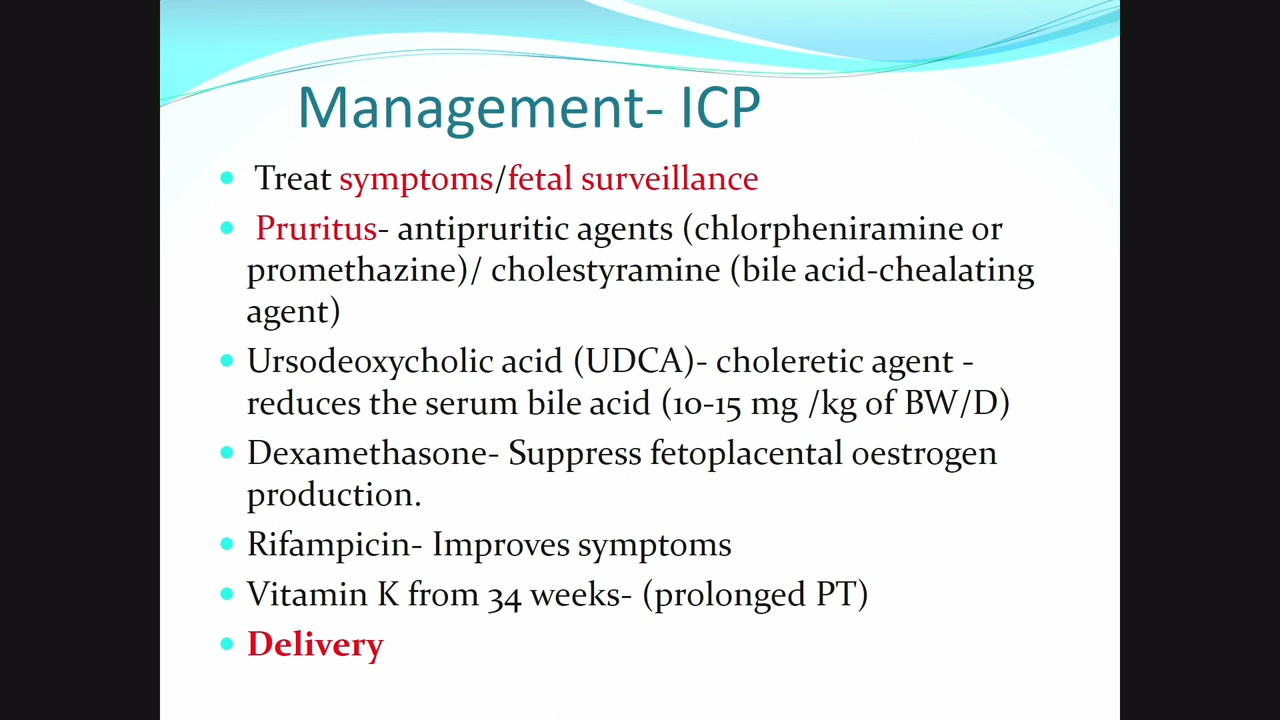 Management- ICP
Treat symptoms/fetal surveillance
Pruritus- antipruritic agents (chlorpheniramine or
promethazine)/ cholestyramine (bile acid-chealating
agent)
Ursodeoxycholic acid (UDCA)- choleretic agent -
reduces the serum bile acid (10-15 mg /kg of BW/D)
Dexamethasone- Suppress fetoplacental oestrogen
production.
Rifampicin- Improves symptoms
Vitamin K from 34 weeks- (prolonged PT)
Delivery